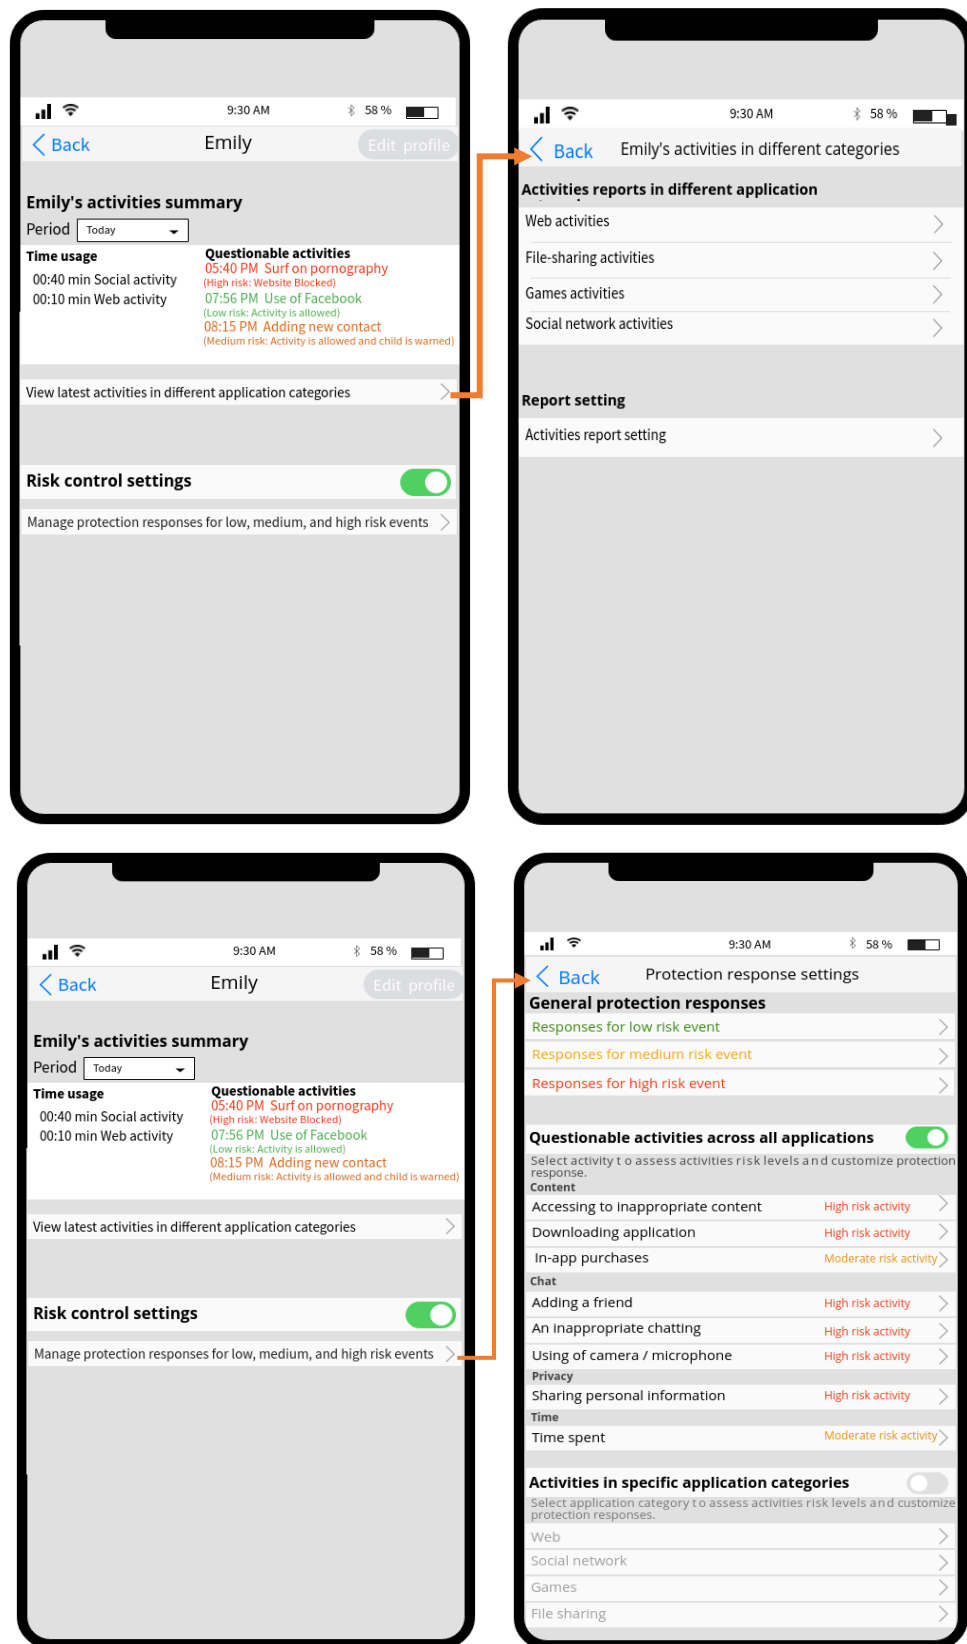 9:30 AM
58 %
Back
Emily
Edit profile
Emily's activities summary
Period
Today
Time usage
00:40 min Social activity
00:10 min Web activity
Questionable activities
05:40 PM Surf on pornography
(High risk: Website Blocked)
07:56 PM Use of Facebook
(Low risk: Activity is allowed)
08:15 PM Adding new contact
(Medium risk: Activity is allowed and child is warned)
View latest activities in different application categories
Risk control settings
Manage protection responses for low, medium, and high risk events
9:30 AM
58 %
Back
Emily's activities in different categories
Activities reports in different application
Web activities
File-sharing activities
Games activities
Social network activities
Report setting
Activities report setting
9:30 AM
58 %
Back
Emily
Edit profile
Emily's activities summary
Period
Today
Time usage
00:40 min Social activity
00:10 min Web activity
Questionable activities
05:40 PM Surf on pornography
(High risk: Website Blocked)
07:56 PM Use of Facebook
(Low risk: Activity is allowed)
08:15 PM Adding new contact
(Medium risk: Activity is allowed and child is warned)
View latest activities in different application categories
Risk control settings
Manage protection responses for low, medium, and high risk events
9:30 AM
58 %
Back
Protection response settings
General protection responses
Responses for low risk event
Responses for medium risk event
Responses for high risk event
Questionable activities across all applications
Select activity to assess activities risk levels and customize protection
response.
Content
Accessing to inappropriate content High risk activity
Downloading application High risk activity
In-app purchases Moderate risk activity
Chat
Adding a friend High risk activity
An inappropriate chatting High risk activity
Using of camera / microphone High risk activity
Privacy
Sharing personal information High risk activity
Time
Time spent Moderate risk activity
Activities in specific application categories
Select application category to assess activities risk levels and customize
protection responses.
Web
Social network
Games
File sharing